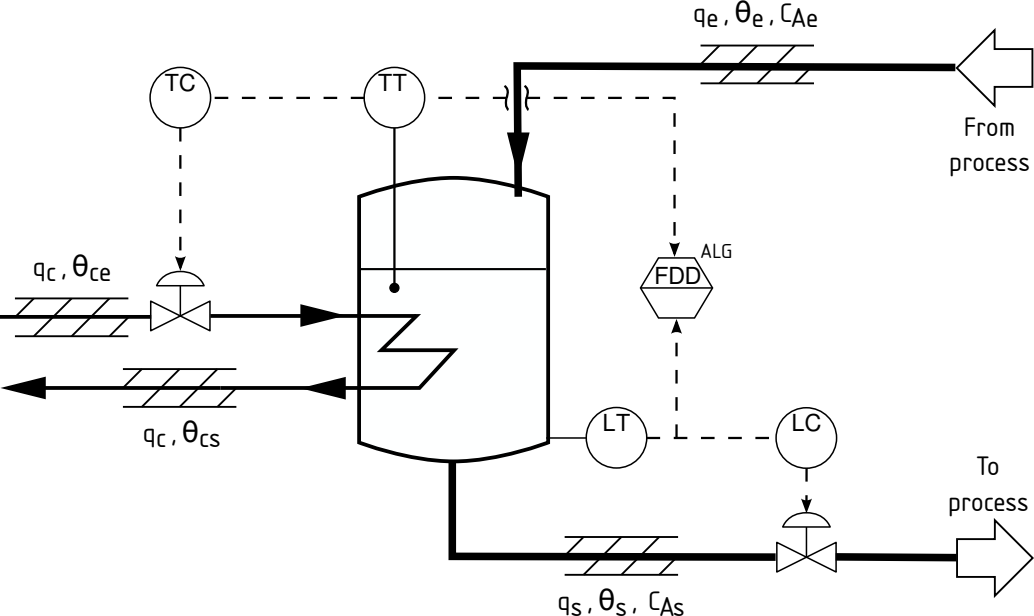 qe, θe, CAe
TC
TT
From
process
ALG
FDD
qc, θce
qc, θcs
LT
LC
To
process
qs, θs, CAs